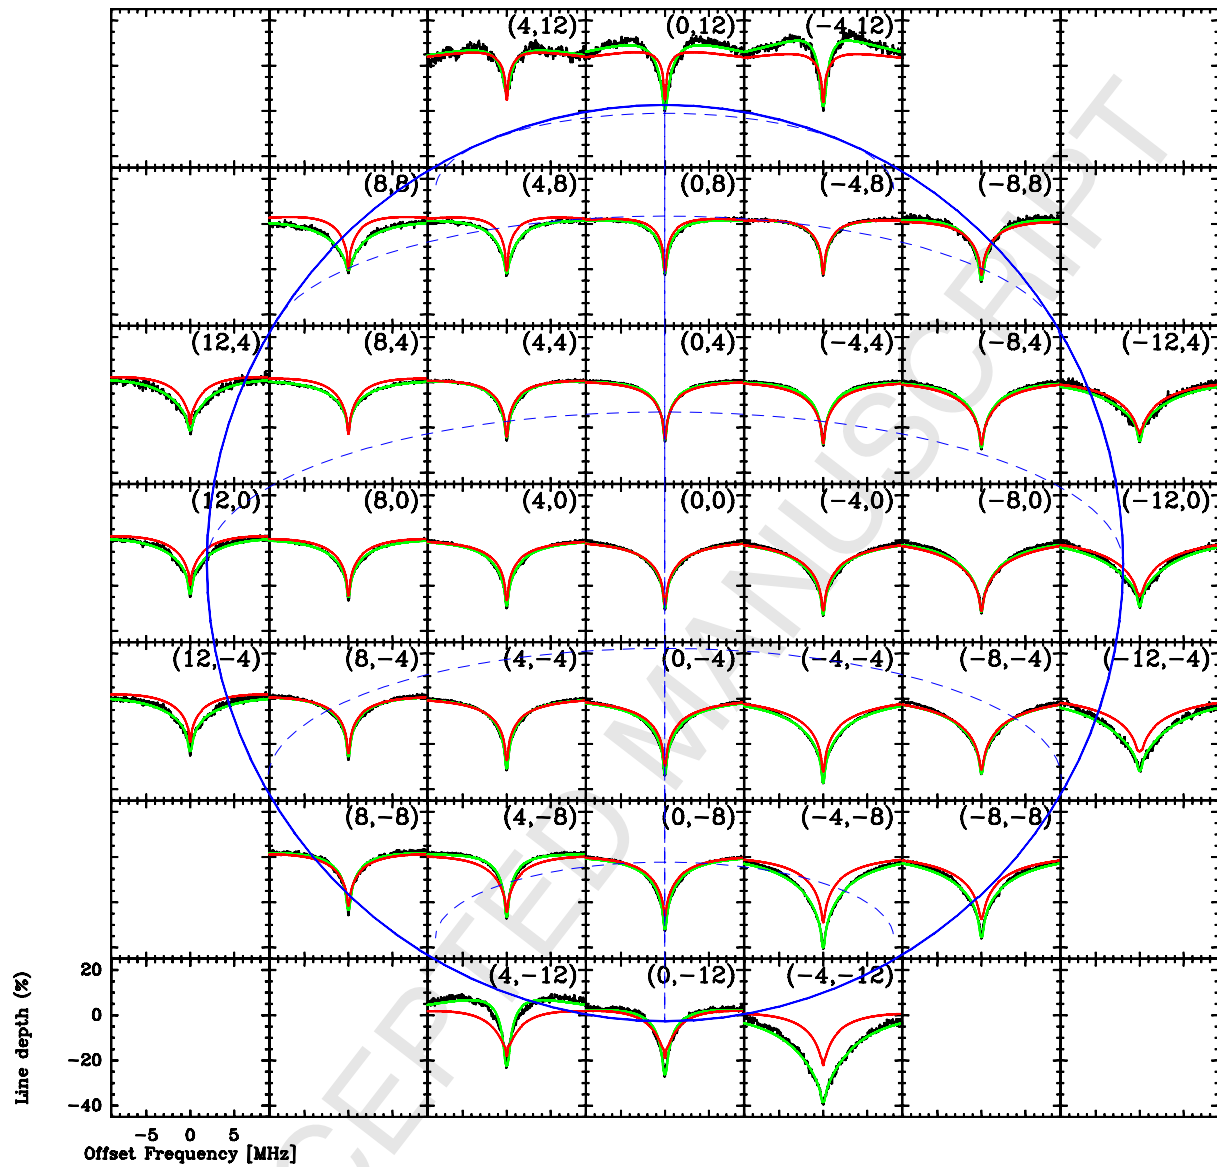 (4,12) (0,12) (-4,12)
(8,8) (4,8) (0,8) (-4,8) (-8,8)
(12,4) (8,4) (4,4) (0,4) (-4,4) (-8,4) (-12,4)
(12,0) (8,0) (4,0) (0,0) (-4,0) (-8,0) (-12,0)
(12,-4) (8,-4) (4,-4) (0,-4) (-4,-4) (-8,-4) (-12,-4)
(8,-8) (4,-8) (0,-8) (-4,-8) (-8,-8)
(4,-12) (0,-12) (-4,-12)
20
0
-20
-40
Line depth (%)
-5 0 5
Offset Frequency [MHz]
CEPTED MANUSCRIPT